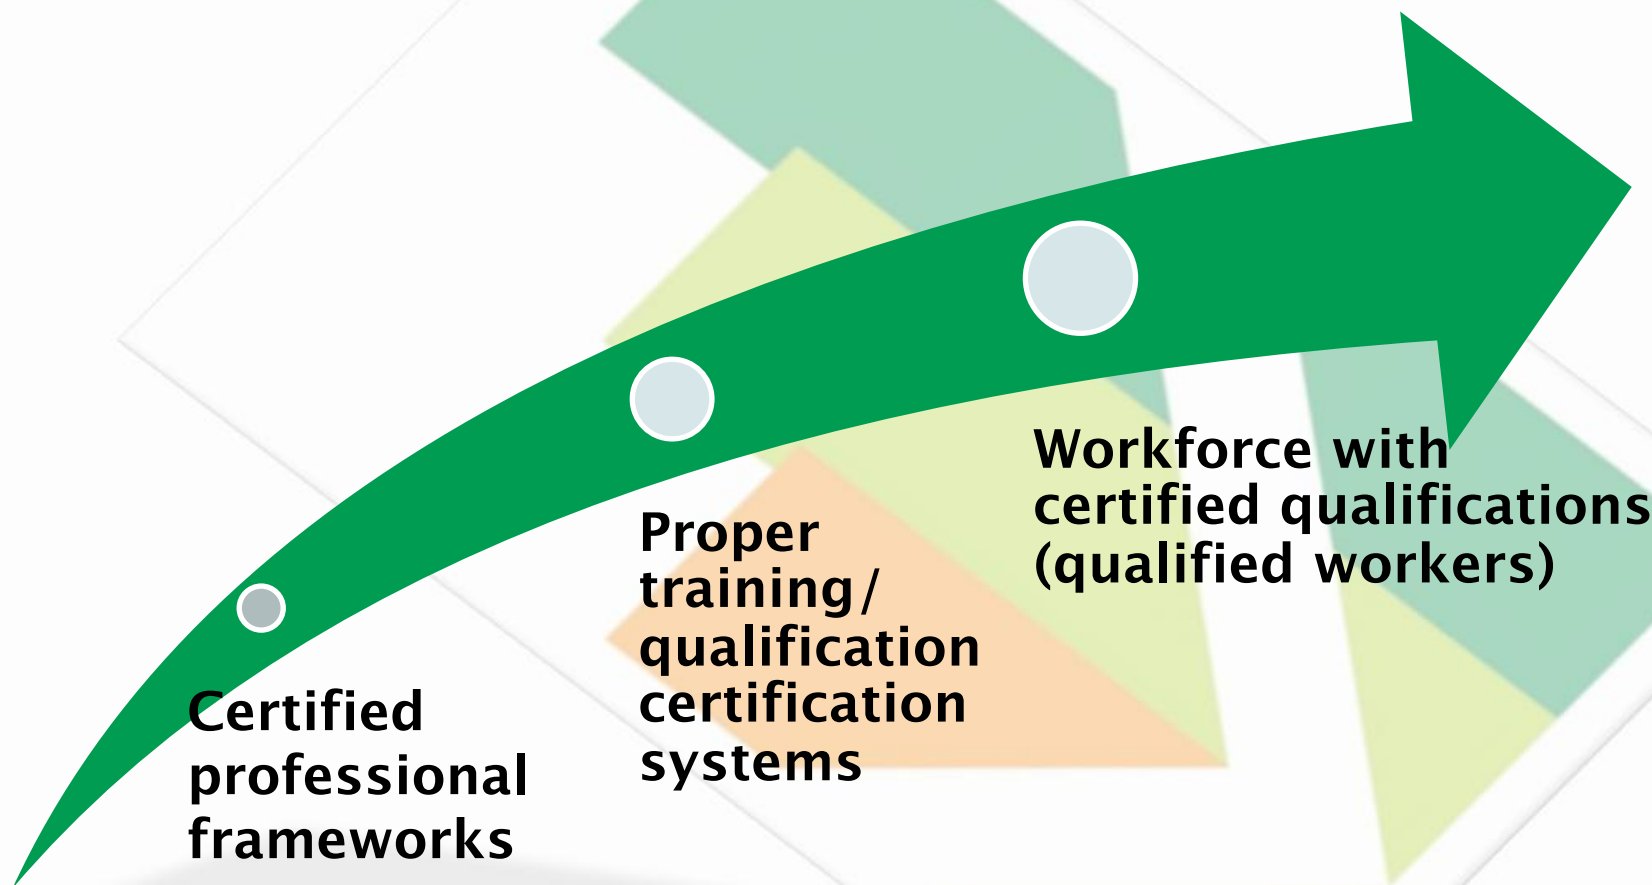 Certified
professional
frameworks
Proper
training/
qualification
certification
systems
Workforce with
certified qualifications
(qualified workers)